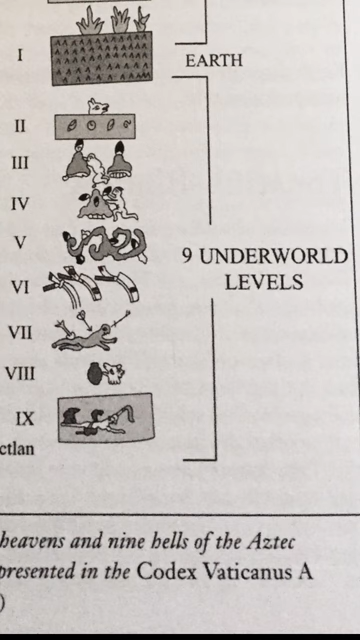 I
EARTH
II
III
IV
V
9 UNDERWORLD
LEVELS
VI
VII
VIII
IX
ctlan
heavens and nine hells of the Aztec
presented in the Codex Vaticanus A
)